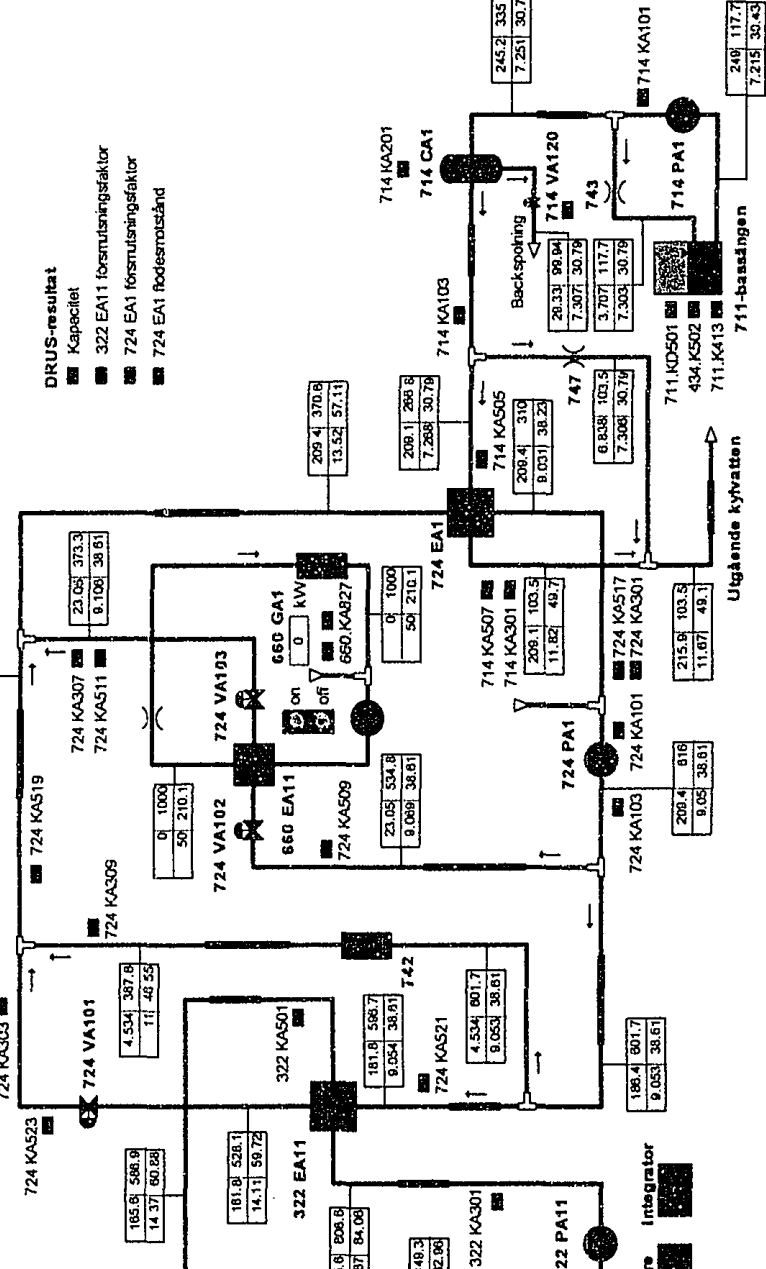 245.2 335
7.251 30.7
249 117.7
7.215 30.43
714 KA101
DRUS-resultat
Kapacitet
322 EA11 försmutsningsfaktor
724 EA1 försmutsningsfaktor
724 EA1 flödesmotstånd
714 KA201
714 CA1
714 VA120
743
714 PA1
Backspolning
28.33 99.94
7.307 30.79
3.707 117.7
7.303 30.79
714 KA103
711.KD501
434.K502
711.K413
711-bassängen
747
209.4 370.6
13.52 57.11
209.1 266.6
7.288 30.79
714 KA505
209.4 310
9.031 38.23
6.838 103.5
7.306 30.79
724 EA1
Utgående kylvatten
23.05 373.3
9.106 38.61
724 KA307
724 KA511
724 VA103
660 GA1
0 kW
660.KA827
on
off
0 1000
50 210.1
714 KA507
714 KA301
209.1 103.5
11.82 49.7
724 KA517
724 KA301
215.9 103.5
11.67 49.1
724 KA519
0 1000
50 210.1
724 VA102
660 EA11
724 KA509
23.05 534.8
9.069 38.61
724 PA1
724 KA101
724 KA103
209.4 616
9.05 38.61
724 KA309
724 KA303
724 VA101
724 KA523
4.534 387.8
11 48.55
742
4.534 601.7
9.053 38.61
322 KA501
181.8 596.7
9.054 38.61
724 KA521
186.4 601.7
9.053 38.61
165.6 586.9
14.37 60.88
181.8 528.1
14.11 59.72
322 EA11
806.6
84.06
322 KA301
22 PA11
Integrator